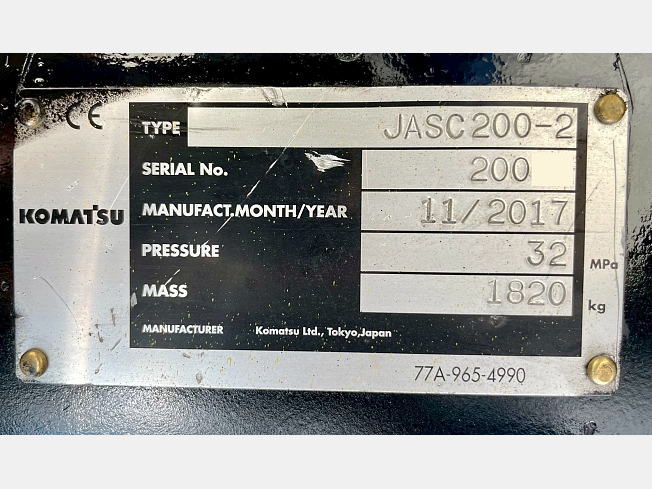 CE
TYPE JASC200-2
SERIAL No. 200
KOMATSU
MANUFACT.MONTH/YEAR 11/2017
PRESSURE 32 MPa
MASS 1820 kg
MANUFACTURER Komatsu Ltd., Tokyo,Japan
77A-965-4990